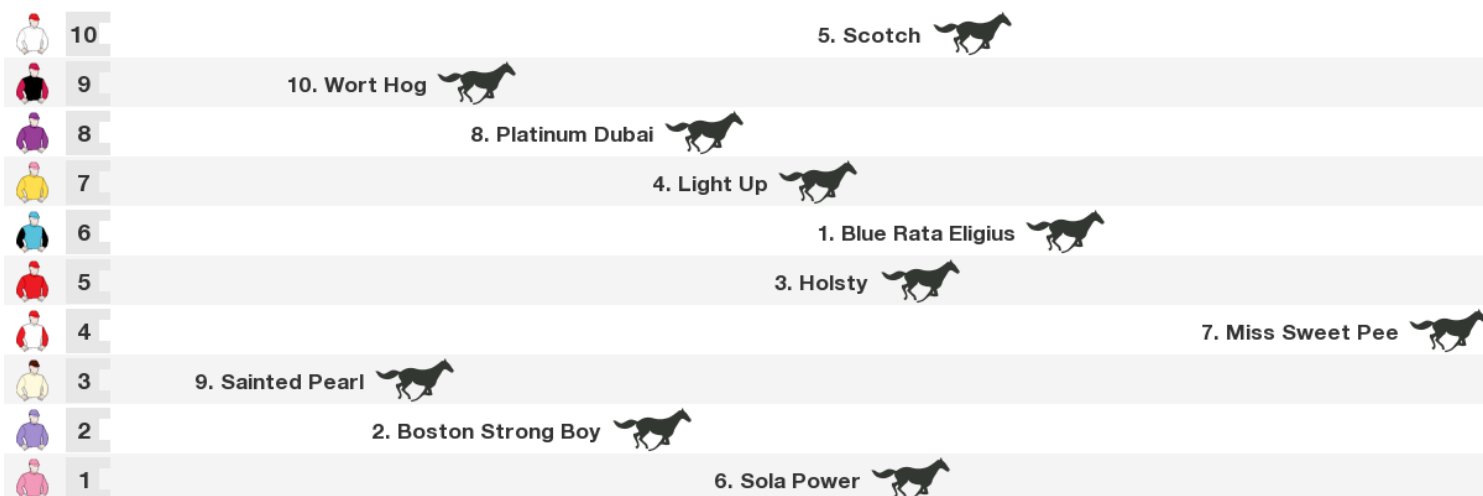 10 5. Scotch
9 10. Wort Hog
8 8. Platinum Dubai
7 4. Light Up
6 1. Blue Rata Eligius
5 3. Holsty
4 7. Miss Sweet Pee
3 9. Sainted Pearl
2 2. Boston Strong Boy
1 6. Sola Power